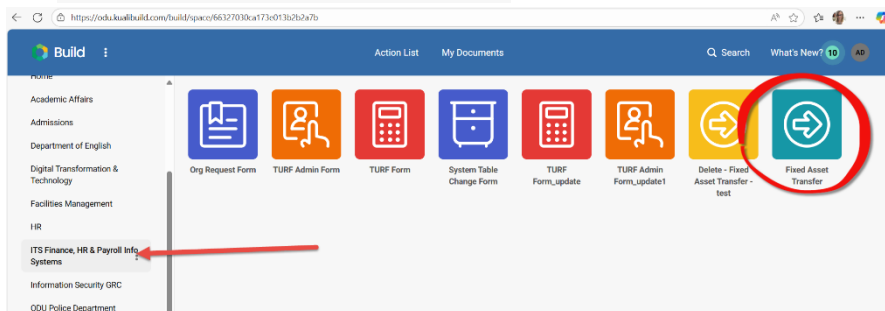 https://odu.kualibuild.com/build/space/66327030ca173e013b2b2a7b
Build
Action List
My Documents
Search
What's New?
10
AD
Home
Academic Affairs
Admissions
Department of English
Digital Transformation &
Technology
Facilities Management
HR
ITS Finance, HR & Payroll Info
Systems
Information Security GRC
ODU Police Department
Org Request Form
TURF Admin Form
TURF Form
System Table
Change Form
TURF
Form_update
TURF Admin
Form_update1
Delete - Fixed
Asset Transfer -
test
Fixed Asset
Transfer